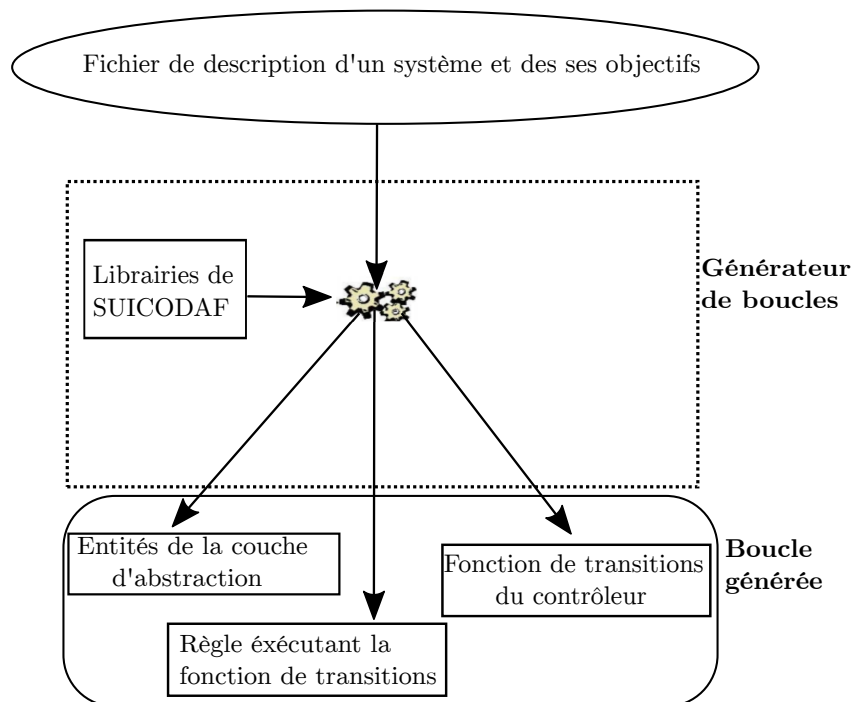 Fichier de description d'un système et des ses objectifs
Librairies de
SUICODAF
Générateur
de boucles
Entités de la couche
d'abstraction
Fonction de transitions
du contrôleur
Boucle
générée
Règle éxécutant la
fonction de transitions